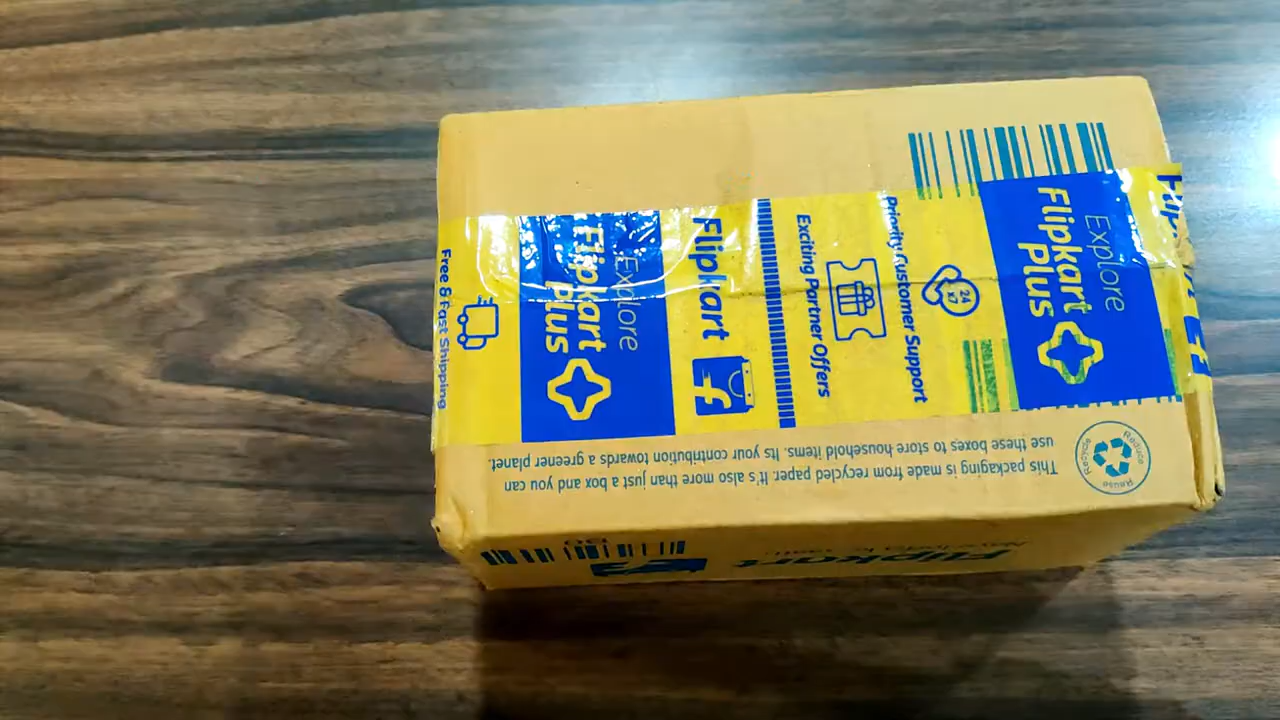 Free & Fast Shipping
Explore
Flipkart
Plus
Flipkart
Exciting Partner Offers
Priority Customer Support
24
x7
Explore
Flipkart
Plus
This packaging is made from recycled paper. It's also more than just a box and you can
use these boxes to store household items. Its your contribution towards a greener planet.
Reduce
Reuse
Recycle
Flipkart